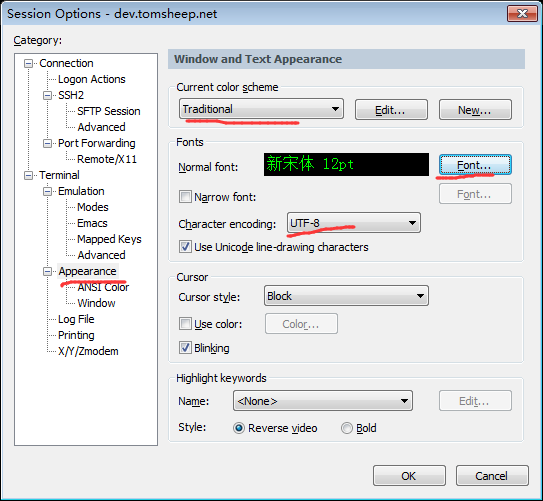 Session Options - dev.tomsheep.net
Category:
Connection
Logon Actions
SSH2
SFTP Session
Advanced
Port Forwarding
Remote/X11
Terminal
Emulation
Modes
Emacs
Mapped Keys
Advanced
Appearance
ANSI Color
Window
Log File
Printing
X/Y/Zmodem
Window and Text Appearance
Current color scheme
Traditional Edit... New...
Fonts
Normal font: 新宋体 12pt Font...
Narrow font: Font...
Character encoding: UTF-8
Use Unicode line-drawing characters
Cursor
Cursor style: Block
Use color: Color...
Blinking
Highlight keywords
Name: <None> Edit...
Style: Reverse video Bold
OK Cancel